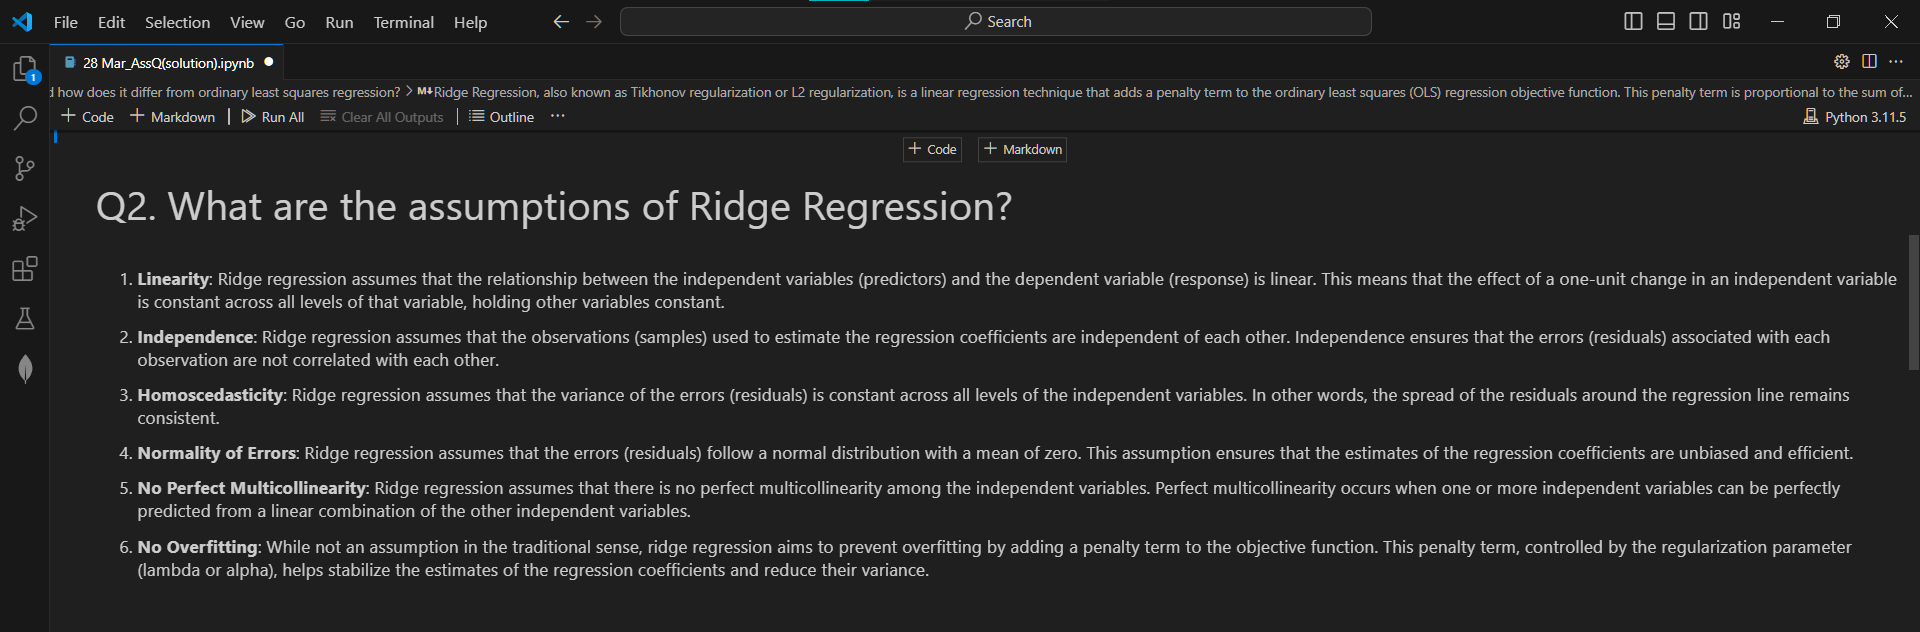 File Edit Selection View Go Run Terminal Help
Search
28 Mar_AssQ(solution).ipynb
1
d how does it differ from ordinary least squares regression? > M↓ Ridge Regression, also known as Tikhonov regularization or L2 regularization, is a linear regression technique that adds a penalty term to the ordinary least squares (OLS) regression objective function. This penalty term is proportional to the sum of...
+ Code + Markdown | Run All Clear All Outputs | Outline ...
Python 3.11.5
+ Code + Markdown
Q2. What are the assumptions of Ridge Regression?
1. Linearity: Ridge regression assumes that the relationship between the independent variables (predictors) and the dependent variable (response) is linear. This means that the effect of a one-unit change in an independent variable
is constant across all levels of that variable, holding other variables constant.
2. Independence: Ridge regression assumes that the observations (samples) used to estimate the regression coefficients are independent of each other. Independence ensures that the errors (residuals) associated with each
observation are not correlated with each other.
3. Homoscedasticity: Ridge regression assumes that the variance of the errors (residuals) is constant across all levels of the independent variables. In other words, the spread of the residuals around the regression line remains
consistent.
4. Normality of Errors: Ridge regression assumes that the errors (residuals) follow a normal distribution with a mean of zero. This assumption ensures that the estimates of the regression coefficients are unbiased and efficient.
5. No Perfect Multicollinearity: Ridge regression assumes that there is no perfect multicollinearity among the independent variables. Perfect multicollinearity occurs when one or more independent variables can be perfectly
predicted from a linear combination of the other independent variables.
6. No Overfitting: While not an assumption in the traditional sense, ridge regression aims to prevent overfitting by adding a penalty term to the objective function. This penalty term, controlled by the regularization parameter
(lambda or alpha), helps stabilize the estimates of the regression coefficients and reduce their variance.